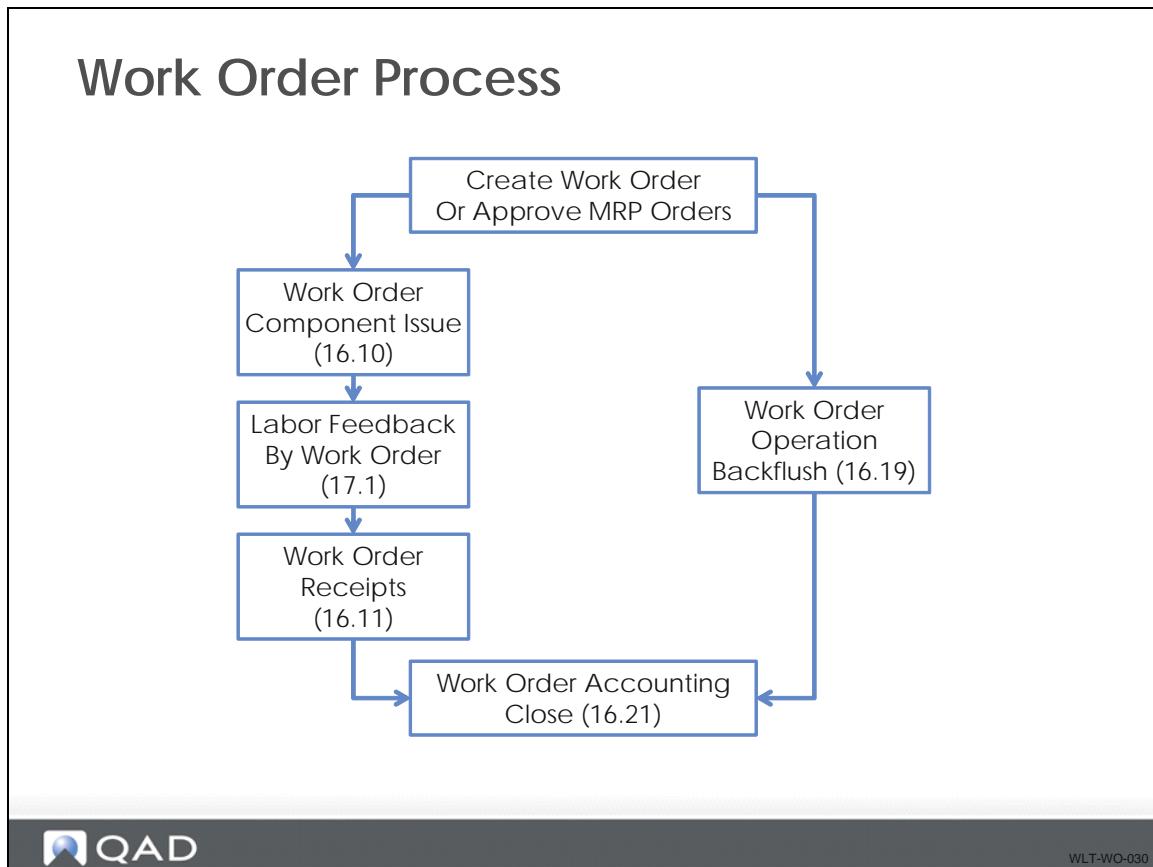 Work Order Process
Create Work Order
Or Approve MRP Orders
Work Order
Component Issue
(16.10)
Labor Feedback
By Work Order
(17.1)
Work Order
Receipts
(16.11)
Work Order
Operation
Backflush (16.19)
Work Order Accounting
Close (16.21)
QAD
WLT-WO-030